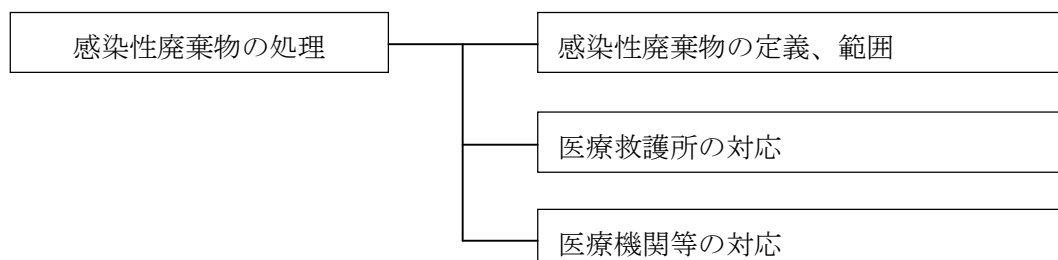 感染性廃棄物の処理
感染性廃棄物の定義、範囲
医療救護所の対応
医療機関等の対応